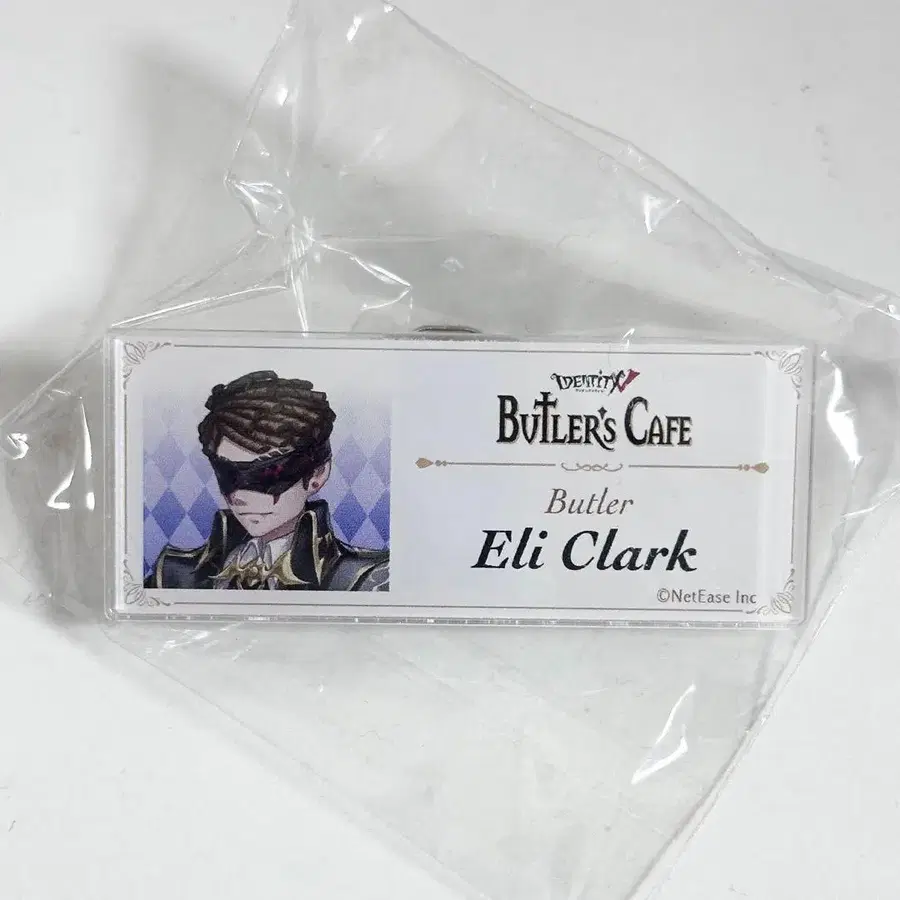 IDENTITY V
BUTLER'S CAFE
Butler
Eli Clark
©NetEase Inc